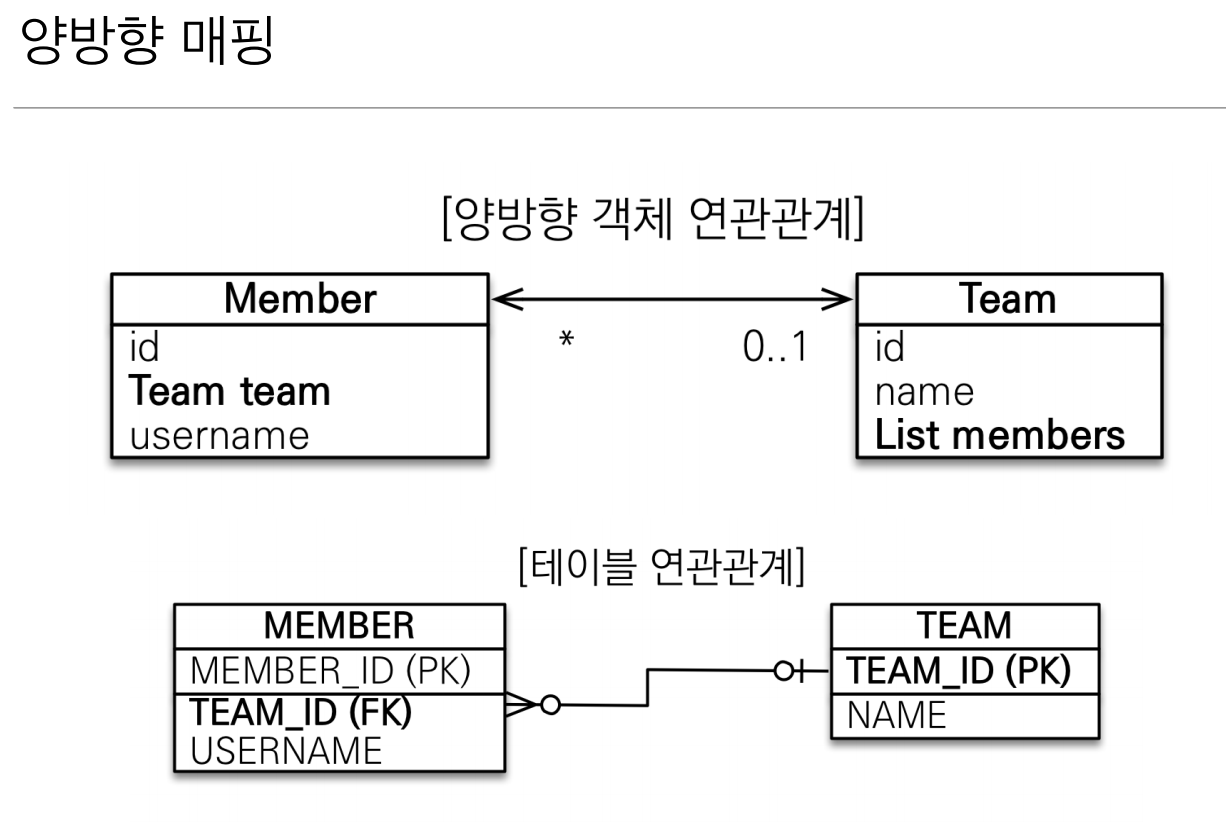 양방향 매핑
[양방향 객체 연관관계]
Member
id
Team team
username
*
0..1
Team
id
name
List members
[테이블 연관관계]
MEMBER
MEMBER_ID (PK)
TEAM_ID (FK)
USERNAME
TEAM
TEAM_ID (PK)
NAME